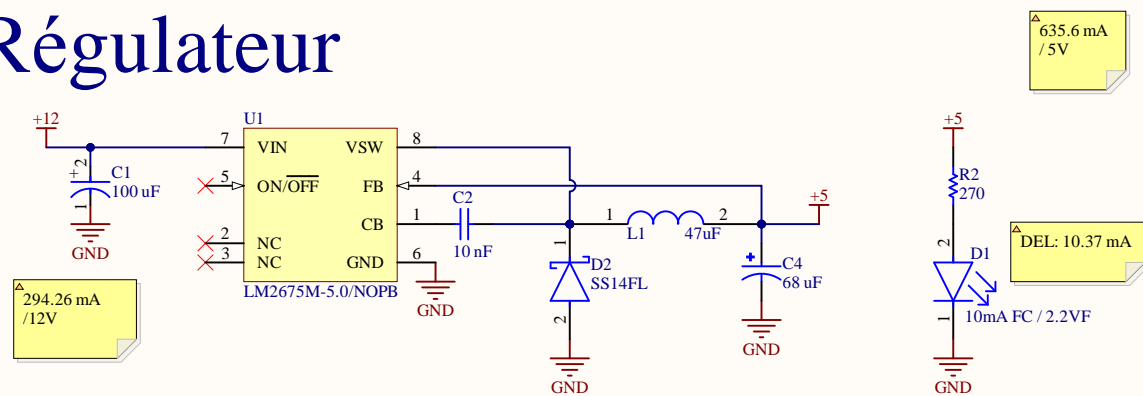 Régulateur
635.6 mA
/ 5V
+12
U1
7
VIN
VSW
8
+5
2
C1
100 uF
1
GND
5
ON/OFF
FB
4
R2
270
C2
CB
1
10 nF
1
L1
47uF
2
+5
2
NC
3
NC
GND
6
GND
LM2675M-5.0/NOPB
1
D2
SS14FL
2
GND
C4
68 uF
GND
2
D1
DEL: 10.37 mA
10mA FC / 2.2VF
1
GND
294.26 mA
/12V